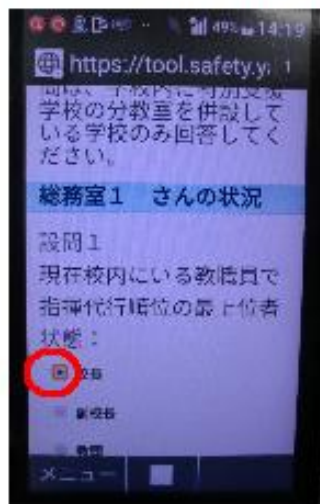 49% 14:19
https://tool.safety.y
学校の分教室を併設して
いる学校のみ回答してく
ださい。
総務室1 さんの状況
設問1
現在校内にいる教職員で
指揮代行順位の最上位者
状態：
校長
副校長
教頭
メニュー